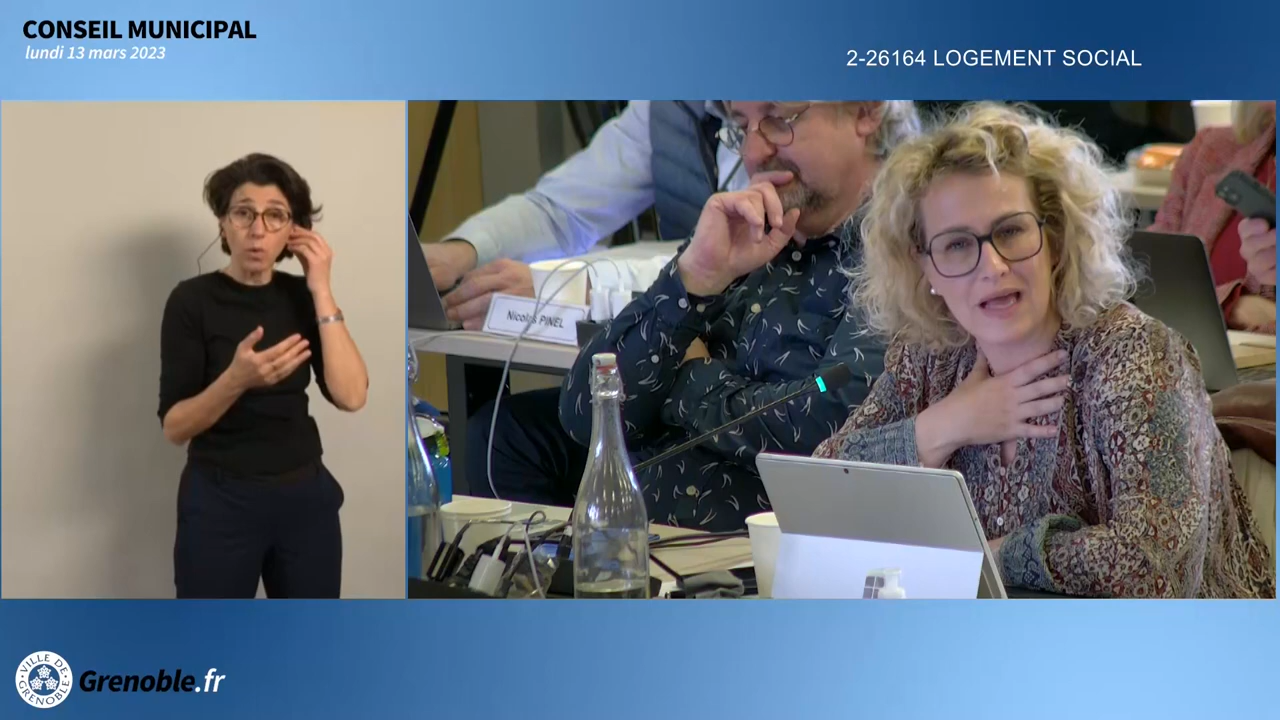 CONSEIL MUNICIPAL
lundi 13 mars 2023
2-26164 LOGEMENT SOCIAL
Nicolas PINEL
VILLE DE GRENOBLE
Grenoble.fr